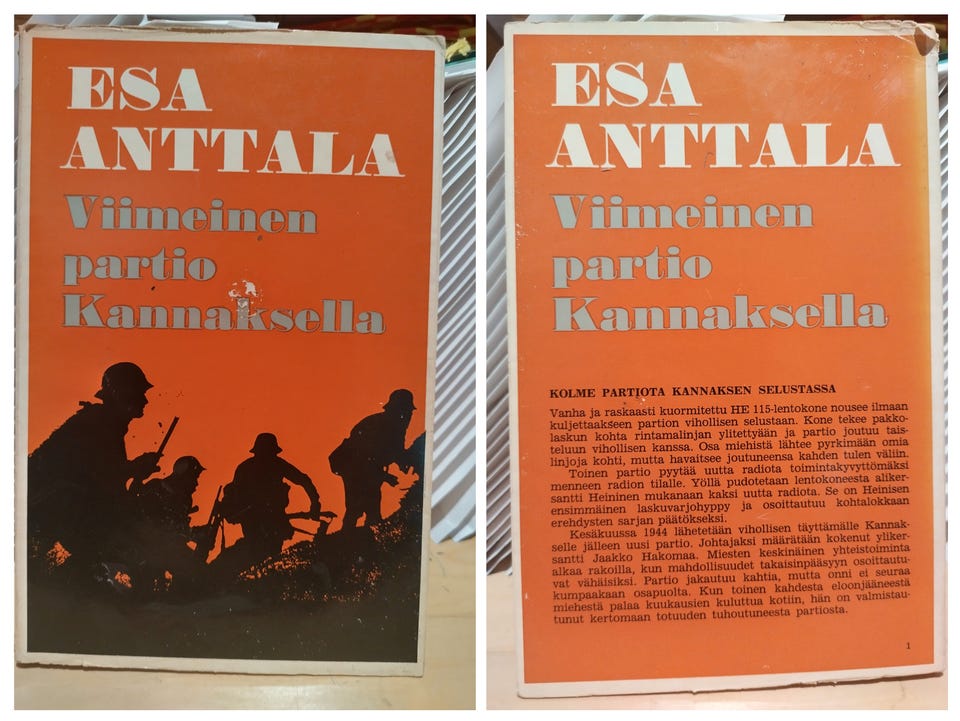 ESA
ANTTALA
Viimeinen
partio
Kannaksella
ESA
ANTTALA
Viimeinen
partio
Kannaksella
KOLME PARTIOTA KANNAKSEN SELUSTASSA
Vanha ja raskaasti kuormitettu HE 115-lentokone nousee ilmaan
kuljettaakseen partion vihollisen selustaan. Kone tekee pakko-
laskun kohta rintamalinjan ylitettyään ja partio joutuu tais-
teluun vihollisen kanssa. Osa miehistä lähtee pyrkimään omia
linjoja kohti, mutta havaitsee joutuneensa kahden tulen väliin.
Toinen partio pyytää uutta radiota toimintakyvyttömäksi
menneen radion tilalle. Yöllä pudotetaan lentokoneesta aliker-
santti Heininen mukanaan kaksi uutta radiota. Se on Heinisen
ensimmäinen laskuvarjohyppy ja osoittautuu kohtalokkaan
erehdysten sarjan päätökseksi.
Kesäkuussa 1944 lähetetään vihollisen täyttämälle Kannak-
selle jälleen uusi partio. Johtajaksi määrätään kokenut yliker-
santti Jaakko Hakomaa. Miesten keskinäinen yhteistoiminta
alkaa rakoilla, kun mahdollisuudet takaisinpääsyyn osoittautu-
vat vähäisiksi. Partio jakautuu kahtia, mutta onni ei seuraa
kumpaakaan osapuolta. Kun toinen kahdesta eloonjääneestä
miehestä palaa kuukausien kuluttua kotiin, hän on valmistau-
tunut kertomaan totuuden tuhoutuneesta partiosta.
1